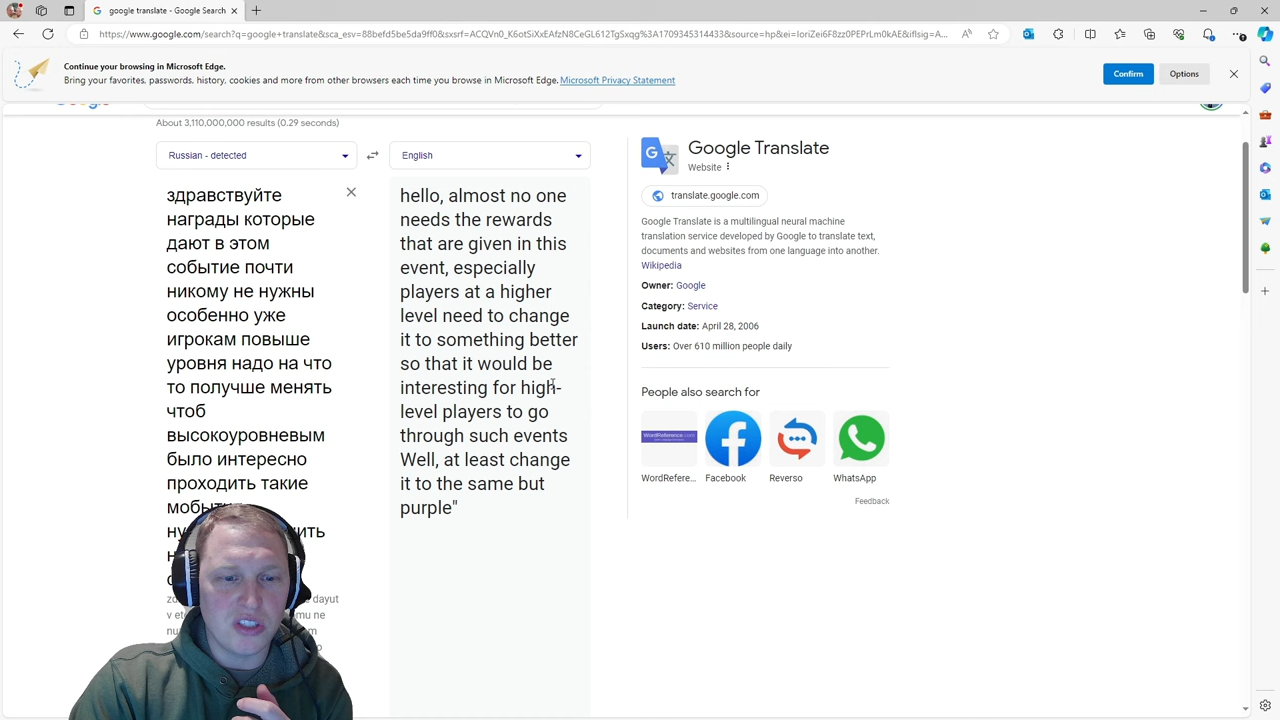 google translate - Google Search
https://www.google.com/search?q=google+translate&sca_esv=88befd5be5da9ff0&sxsrf=ACQVn0_K6otSiXxEAfzN8CeGL612TgSxqg%3A1709345314433&source=hp&ei=IoriZei6F8zz0PEPrLm0kAE&iflsig=A...
Continue your browsing in Microsoft Edge.
Bring your favorites, passwords, history, cookies and more from other browsers each time you browse in Microsoft Edge. Microsoft Privacy Statement
Confirm
Options
About 3,110,000,000 results (0.29 seconds)
Russian - detected
English
здравствуйте
награды которые
дают в этом
событие почти
никому не нужны
особенно уже
игрокам повыше
уровня надо на что
то получше менять
чтоб
высокоуровневым
было интересно
проходить такие
dayut
hello, almost no one
needs the rewards
that are given in this
event, especially
players at a higher
level need to change
it to something better
so that it would be
interesting for high-
level players to go
through such events
Well, at least change
it to the same but
purple"
Google Translate
Website
translate.google.com
Google Translate is a multilingual neural machine
translation service developed by Google to translate text,
documents and websites from one language into another.
Wikipedia
Owner: Google
Category: Service
Launch date: April 28, 2006
Users: Over 610 million people daily
People also search for
WordReference.com
WordRefere...
Facebook
Reverso
WhatsApp
Feedback